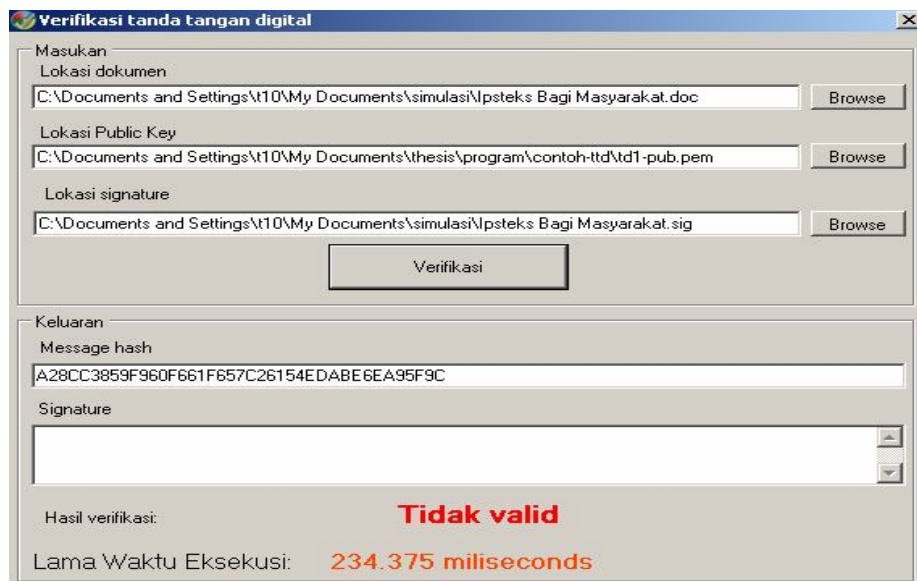 Verifikasi tanda tangan digital
Masukan
Lokasi dokumen
C:\Documents and Settings\t10\My Documents\simulasi\Ipsteks Bagi Masyarakat.doc
Browse
Lokasi Public Key
C:\Documents and Settings\t10\My Documents\thesis\program\contoh-ttd\td1-pub.pem
Browse
Lokasi signature
C:\Documents and Settings\t10\My Documents\simulasi\Ipsteks Bagi Masyarakat.sig
Browse
Verifikasi
Keluaran
Message hash
A28CC3859F960F661F657C26154EDABE6EA95F9C
Signature
Hasil verifikasi: Tidak valid
Lama Waktu Eksekusi: 234.375 miliseconds